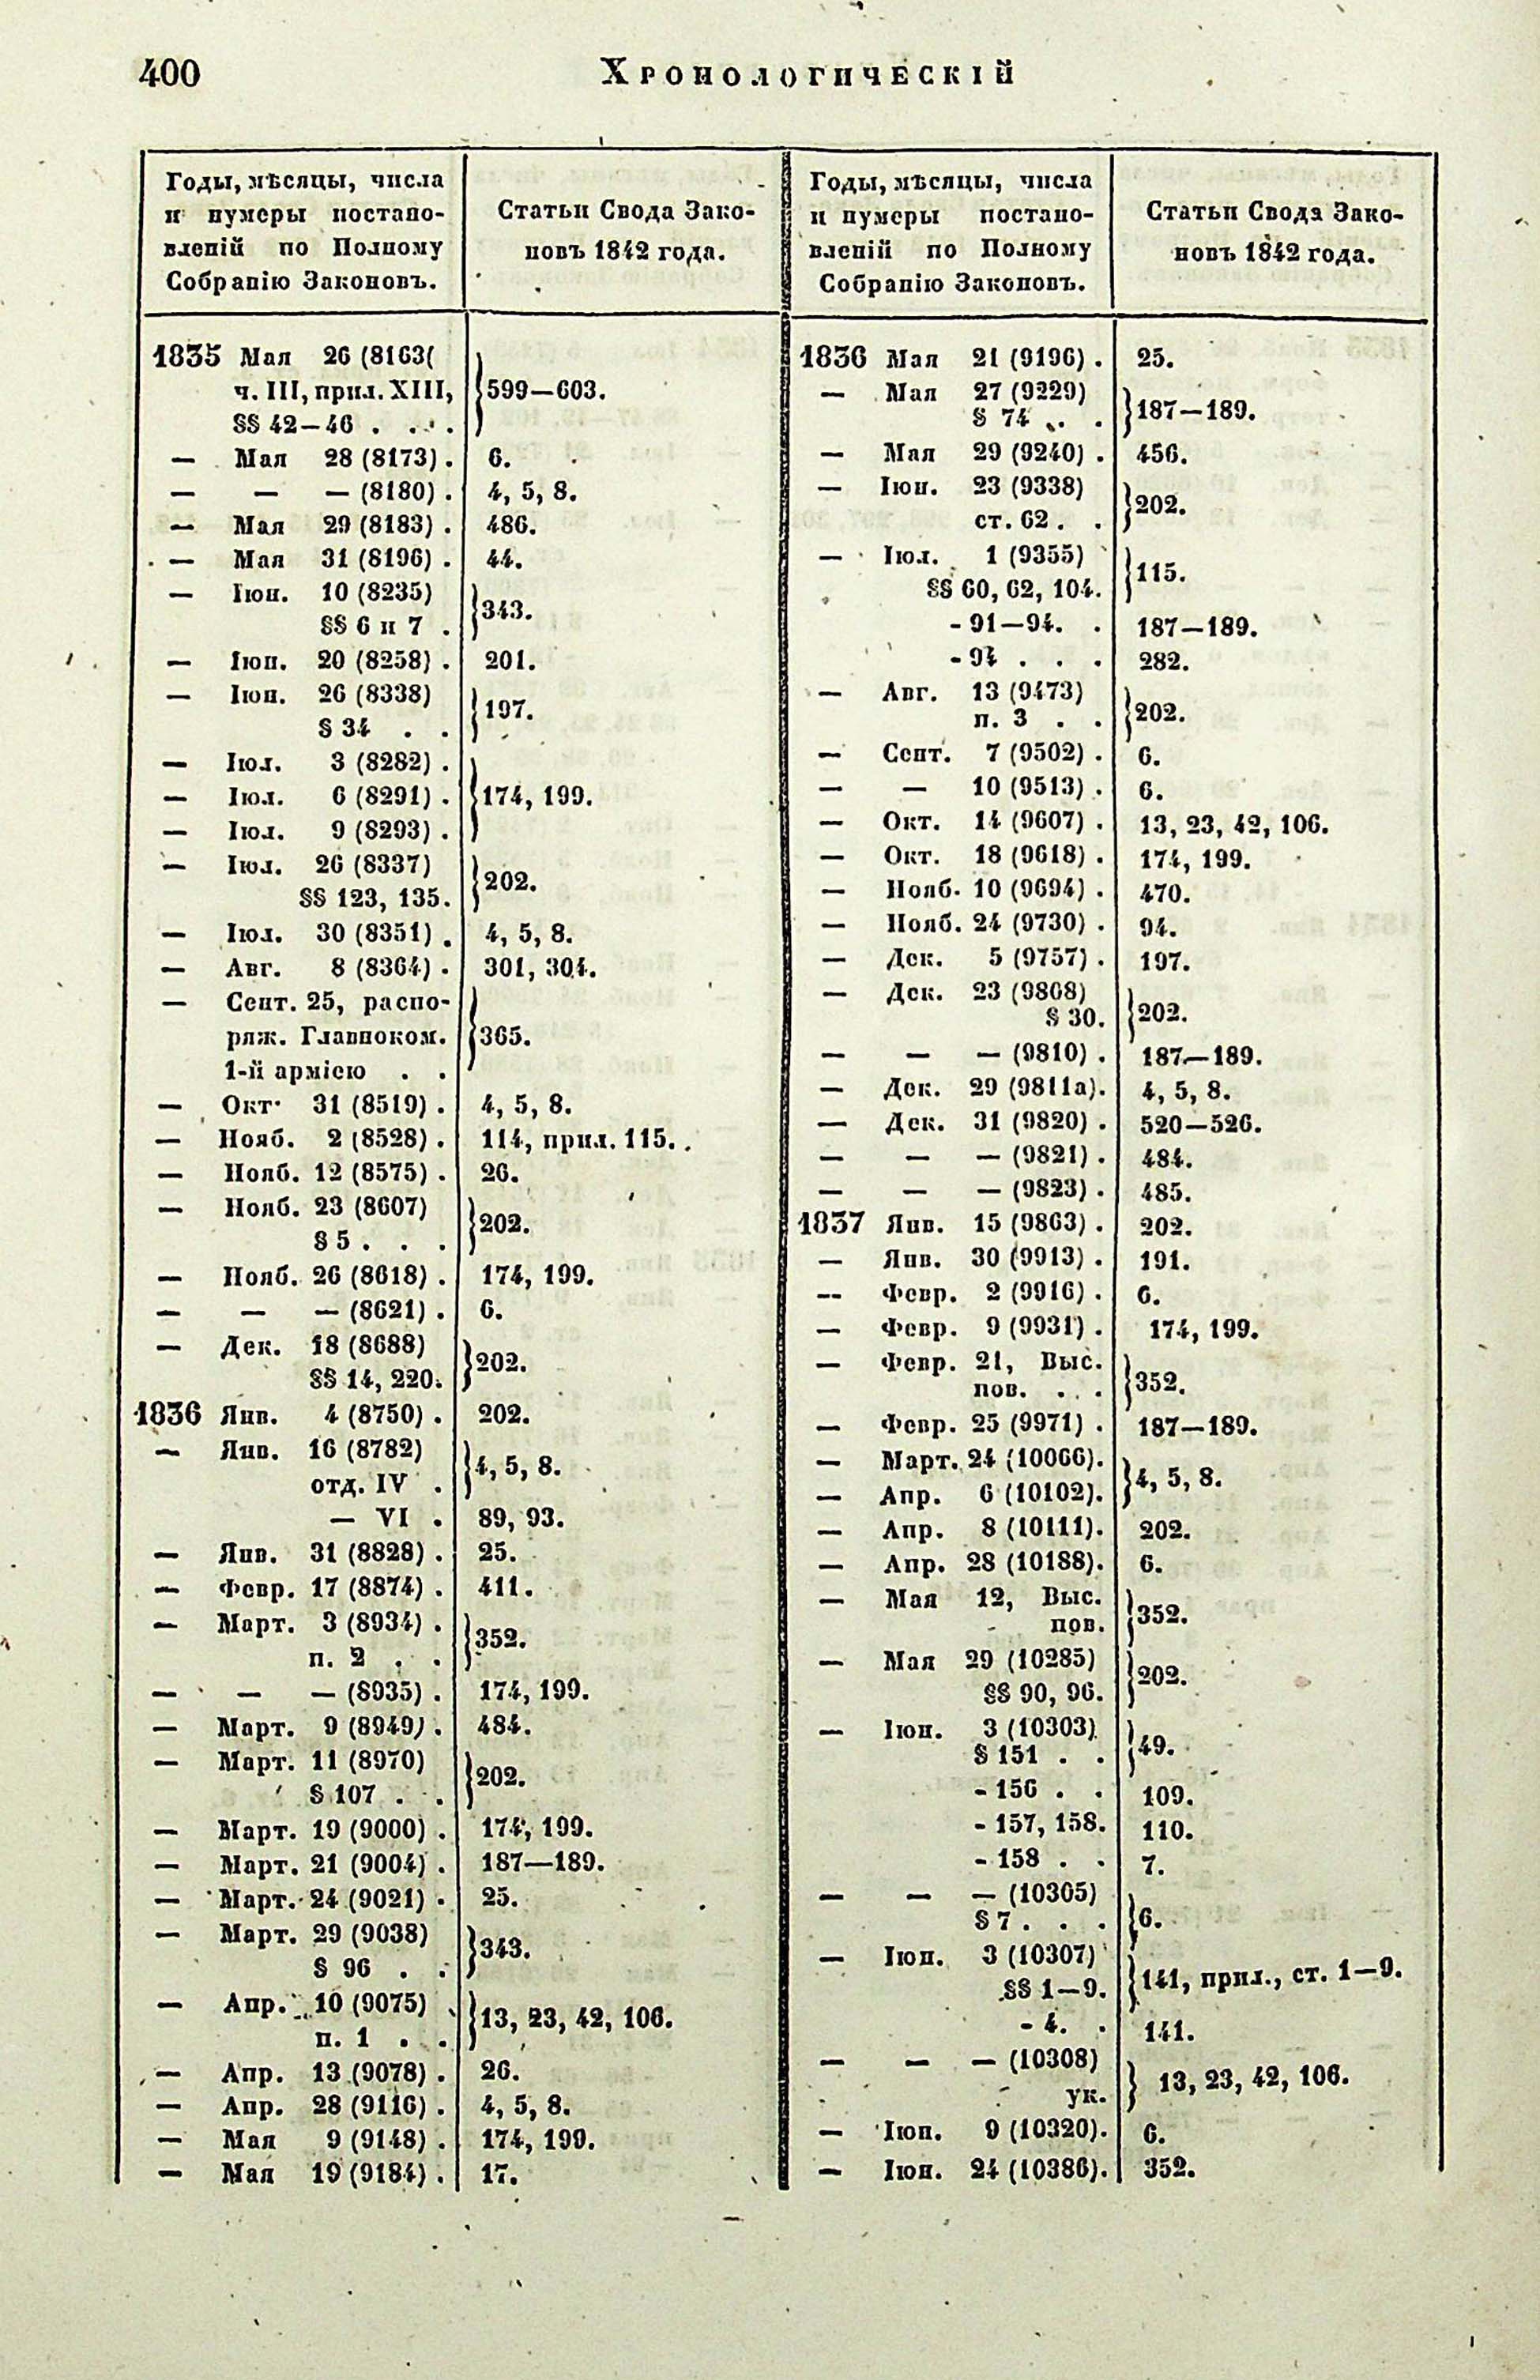 400
Хронологическій
Годы, мѣсяцы, числа
и нумеры постано-
вленій по Полному
Собранію Законовъ.
Статьи Свода Зако-
новъ 1842 года.
1835 Мая 26 (8163(
ч. III, прил. XIII,
§§ 42—46 . . . .
}599—603.
— Мая 28 (8173) . 6.
— — — (8180) . 4, 5, 8.
— Мая 29 (8183) . 486.
— Мая 31 (8196) . 44.
— Іюн. 10 (8235)
§§ 6 и 7 .
}343.
— Іюн. 20 (8258) . 201.
— Іюн. 26 (8338)
§ 34 . .
}197.
— Іюл. 3 (8282) .
— Іюл. 6 (8291) . }174, 199.
— Іюл. 9 (8293) .
— Іюл. 26 (8337)
§§ 123, 135.
}202.
— Іюл. 30 (8351) . 4, 5, 8.
— Авг. 8 (8364) . 301, 304.
— Сент. 25, распо-
ряж. Главноком. }365.
1-й арміею . .
— Окт. 31 (8519) . 4, 5, 8.
— Нояб. 2 (8528) . 114, прил. 115.
— Нояб. 12 (8575) . 26.
— Нояб. 23 (8607)
§ 5 . . .
}202.
— Нояб. 26 (8618) . 174, 199.
— — — (8621) . 6.
— Дек. 18 (8688)
§§ 14, 220.
}202.
1836 Янв. 4 (8750) . 202.
— Янв. 16 (8782)
отд. IV .
}4, 5, 8.
— VI . 89, 93.
— Янв. 31 (8828) . 25.
— Февр. 17 (8874) . 411.
— Март. 3 (8934) .
п. 2 . .
}352.
— — — (8935) . 174, 199.
— Март. 9 (8949) . 484.
— Март. 11 (8970)
§ 107 . .
}202.
— Март. 19 (9000) . 174, 199.
— Март. 21 (9004) . 187—189.
— Март. 24 (9021) . 25.
— Март. 29 (9038)
§ 96 . .
}343.
— Апр. 10 (9075)
п. 1 . .
}13, 23, 42, 106.
— Апр. 13 (9078) . 26.
— Апр. 28 (9116) . 4, 5, 8.
— Мая 9 (9148) . 174, 199.
— Мая 19 (9184) . 17.
Годы, мѣсяцы, числа
и нумеры постано-
вленій по Полному
Собранію Законовъ.
Статьи Свода Зако-
новъ 1842 года.
1836 Мая 21 (9196) . 25.
— Мая 27 (9229)
§ 74 . .
}187—189.
— Мая 29 (9240) . 456.
— Іюн. 23 (9338)
ст. 62 . .
}202.
— Іюл. 1 (9355)
§§ 60, 62, 104.
}115.
- 91—94. . 187—189.
- 94 . . . 282.
— Авг. 13 (9473)
п. 3 . .
}202.
— Сент. 7 (9502) . 6.
— — 10 (9513) . 6.
— Окт. 14 (9607) . 13, 23, 42, 106.
— Окт. 18 (9618) . 174, 199.
— Нояб. 10 (9694) . 470.
— Нояб. 24 (9730) . 94.
— Дек. 5 (9757) . 197.
— Дек. 23 (9808)
§ 30.
}202.
— — — (9810) . 187—189.
— Дек. 29 (9811а). 4, 5, 8.
— Дек. 31 (9820) . 520—526.
— — — (9821) . 484.
— — — (9823) . 485.
1837 Янв. 15 (9863) . 202.
— Янв. 30 (9913) . 191.
— Февр. 2 (9916) . 6.
— Февр. 9 (9931) . 174, 199.
— Февр. 21, Выс.
пов. . . .
}352.
— Февр. 25 (9971) . 187—189.
— Март. 24 (10066).
— Апр. 6 (10102).
}4, 5, 8.
— Апр. 8 (10111). 202.
— Апр. 28 (10188). 6.
— Мая 12, Выс.
пов.
}352.
— Мая 29 (10285)
§§ 90, 96.
}202.
— Іюн. 3 (10303)
§ 151 . .
}49.
- 156 . . 109.
- 157, 158. 110.
- 158 . . 7.
— — — (10305)
§ 7 . . .
}6.
— Іюн. 3 (10307)
§§ 1—9.
}141, прил., ст. 1—9.
- 4. . 141.
— — — (10308)
ук.
} 13, 23, 42, 106.
— Іюн. 9 (10320). 6.
— Іюн. 24 (10386). 352.